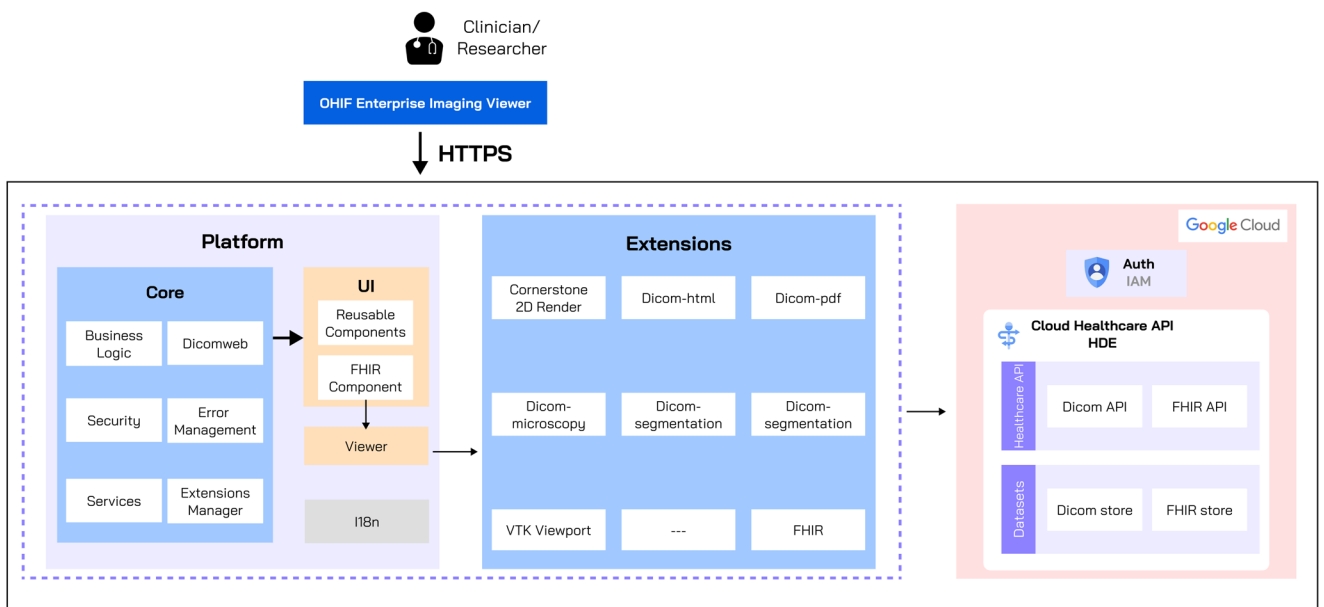 Clinician/
Researcher
OHIF Enterprise Imaging Viewer
HTTPS
Platform
Core
Business
Logic
Dicomweb
Security
Error
Management
Services
Extensions
Manager
UI
Reusable
Components
FHIR
Component
Viewer
I18n
Extensions
Cornerstone
2D Render
Dicom-html
Dicom-pdf
Dicom-
microscopy
Dicom-
segmentation
Dicom-
segmentation
VTK Viewport
---
FHIR
Google Cloud
Auth
IAM
Cloud Healthcare API
HDE
Healthcare API
Dicom API
FHIR API
Datasets
Dicom store
FHIR store